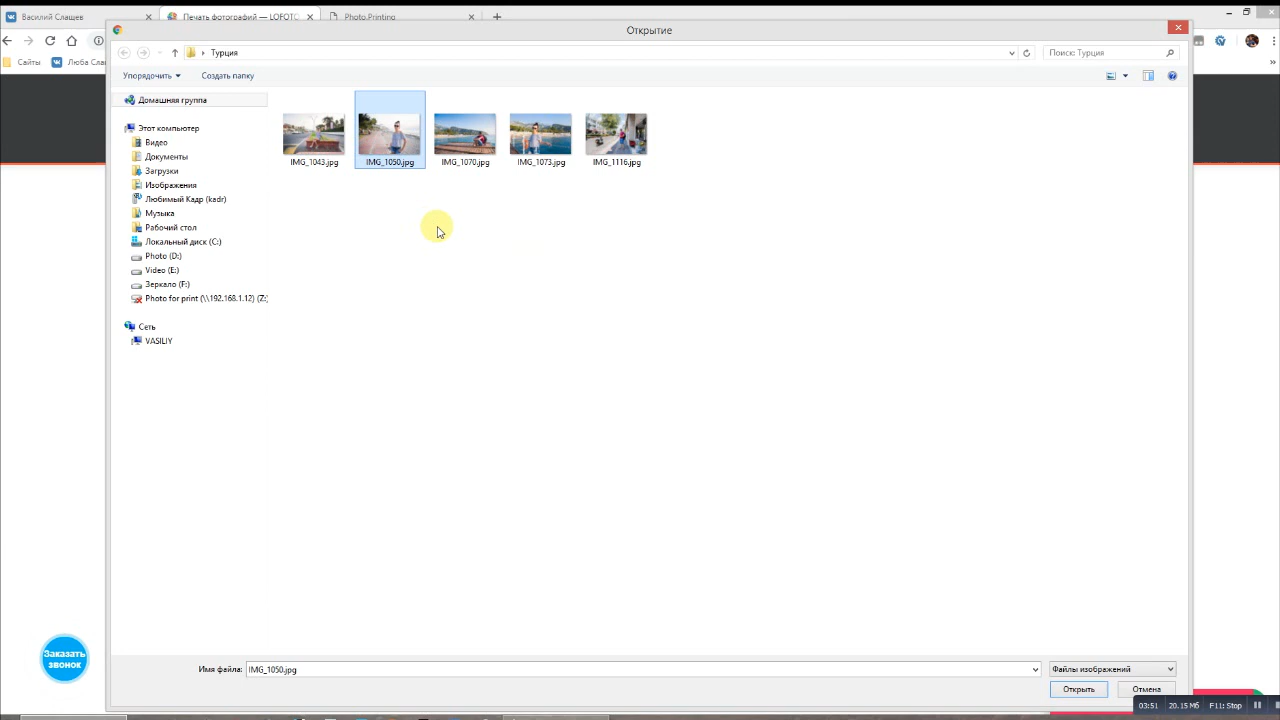 Василий Слащев
Печать фотографий — LOFOTO
Photo.Printing
Открытие
Турция
Поиск: Турция
Сайты
Люба Сла
Упорядочить
Создать папку
Домашняя группа
Этот компьютер
Видео
Документы
Загрузки
Изображения
Любимый Кадр (kadr)
Музыка
Рабочий стол
Локальный диск (C:)
Photo (D:)
Video (E:)
Зеркало (F:)
Photo for print (\\192.168.1.12) (Z:)
Сеть
VASILIY
IMG_1043.jpg
IMG_1050.jpg
IMG_1070.jpg
IMG_1073.jpg
IMG_1116.jpg
Заказать
звонок
Имя файла:
IMG_1050.jpg
Файлы изображений
Открыть
Отмена
03:51
20.15 Мб
F11: Stop